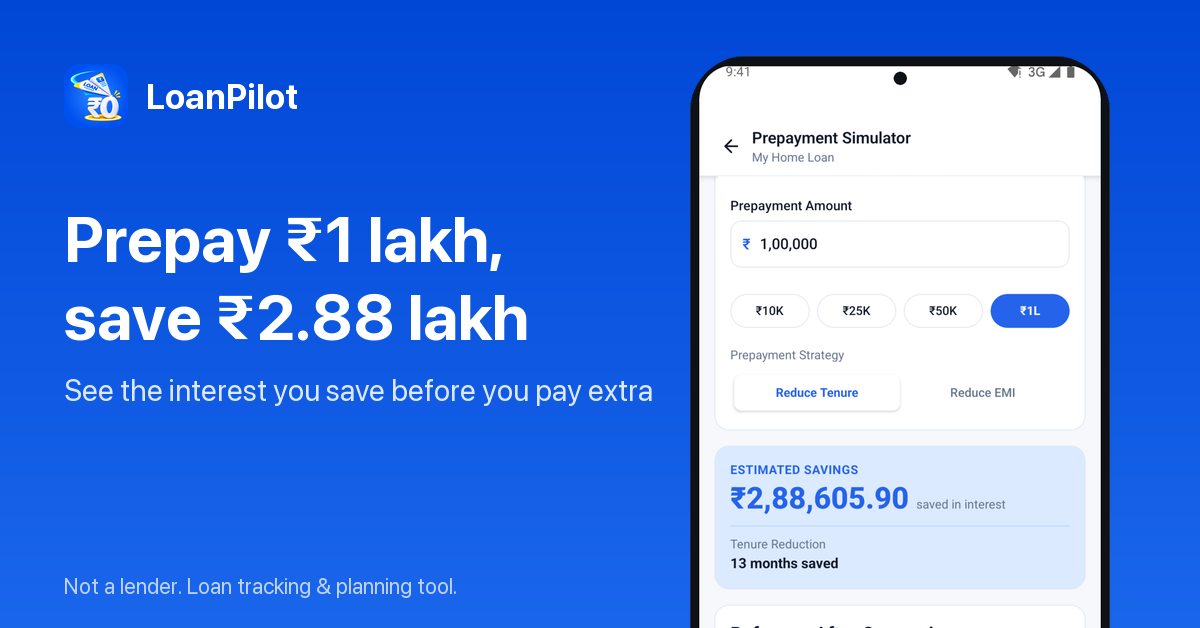 LOAN
₹0
LoanPilot
Prepay ₹1 lakh,
save ₹2.88 lakh
See the interest you save before you pay extra
Not a lender. Loan tracking & planning tool.
9:41
3G
Prepayment Simulator
My Home Loan
Prepayment Amount
₹ 1,00,000
₹10K ₹25K ₹50K ₹1L
Prepayment Strategy
Reduce Tenure Reduce EMI
ESTIMATED SAVINGS
₹2,88,605.90 saved in interest
Tenure Reduction
13 months saved